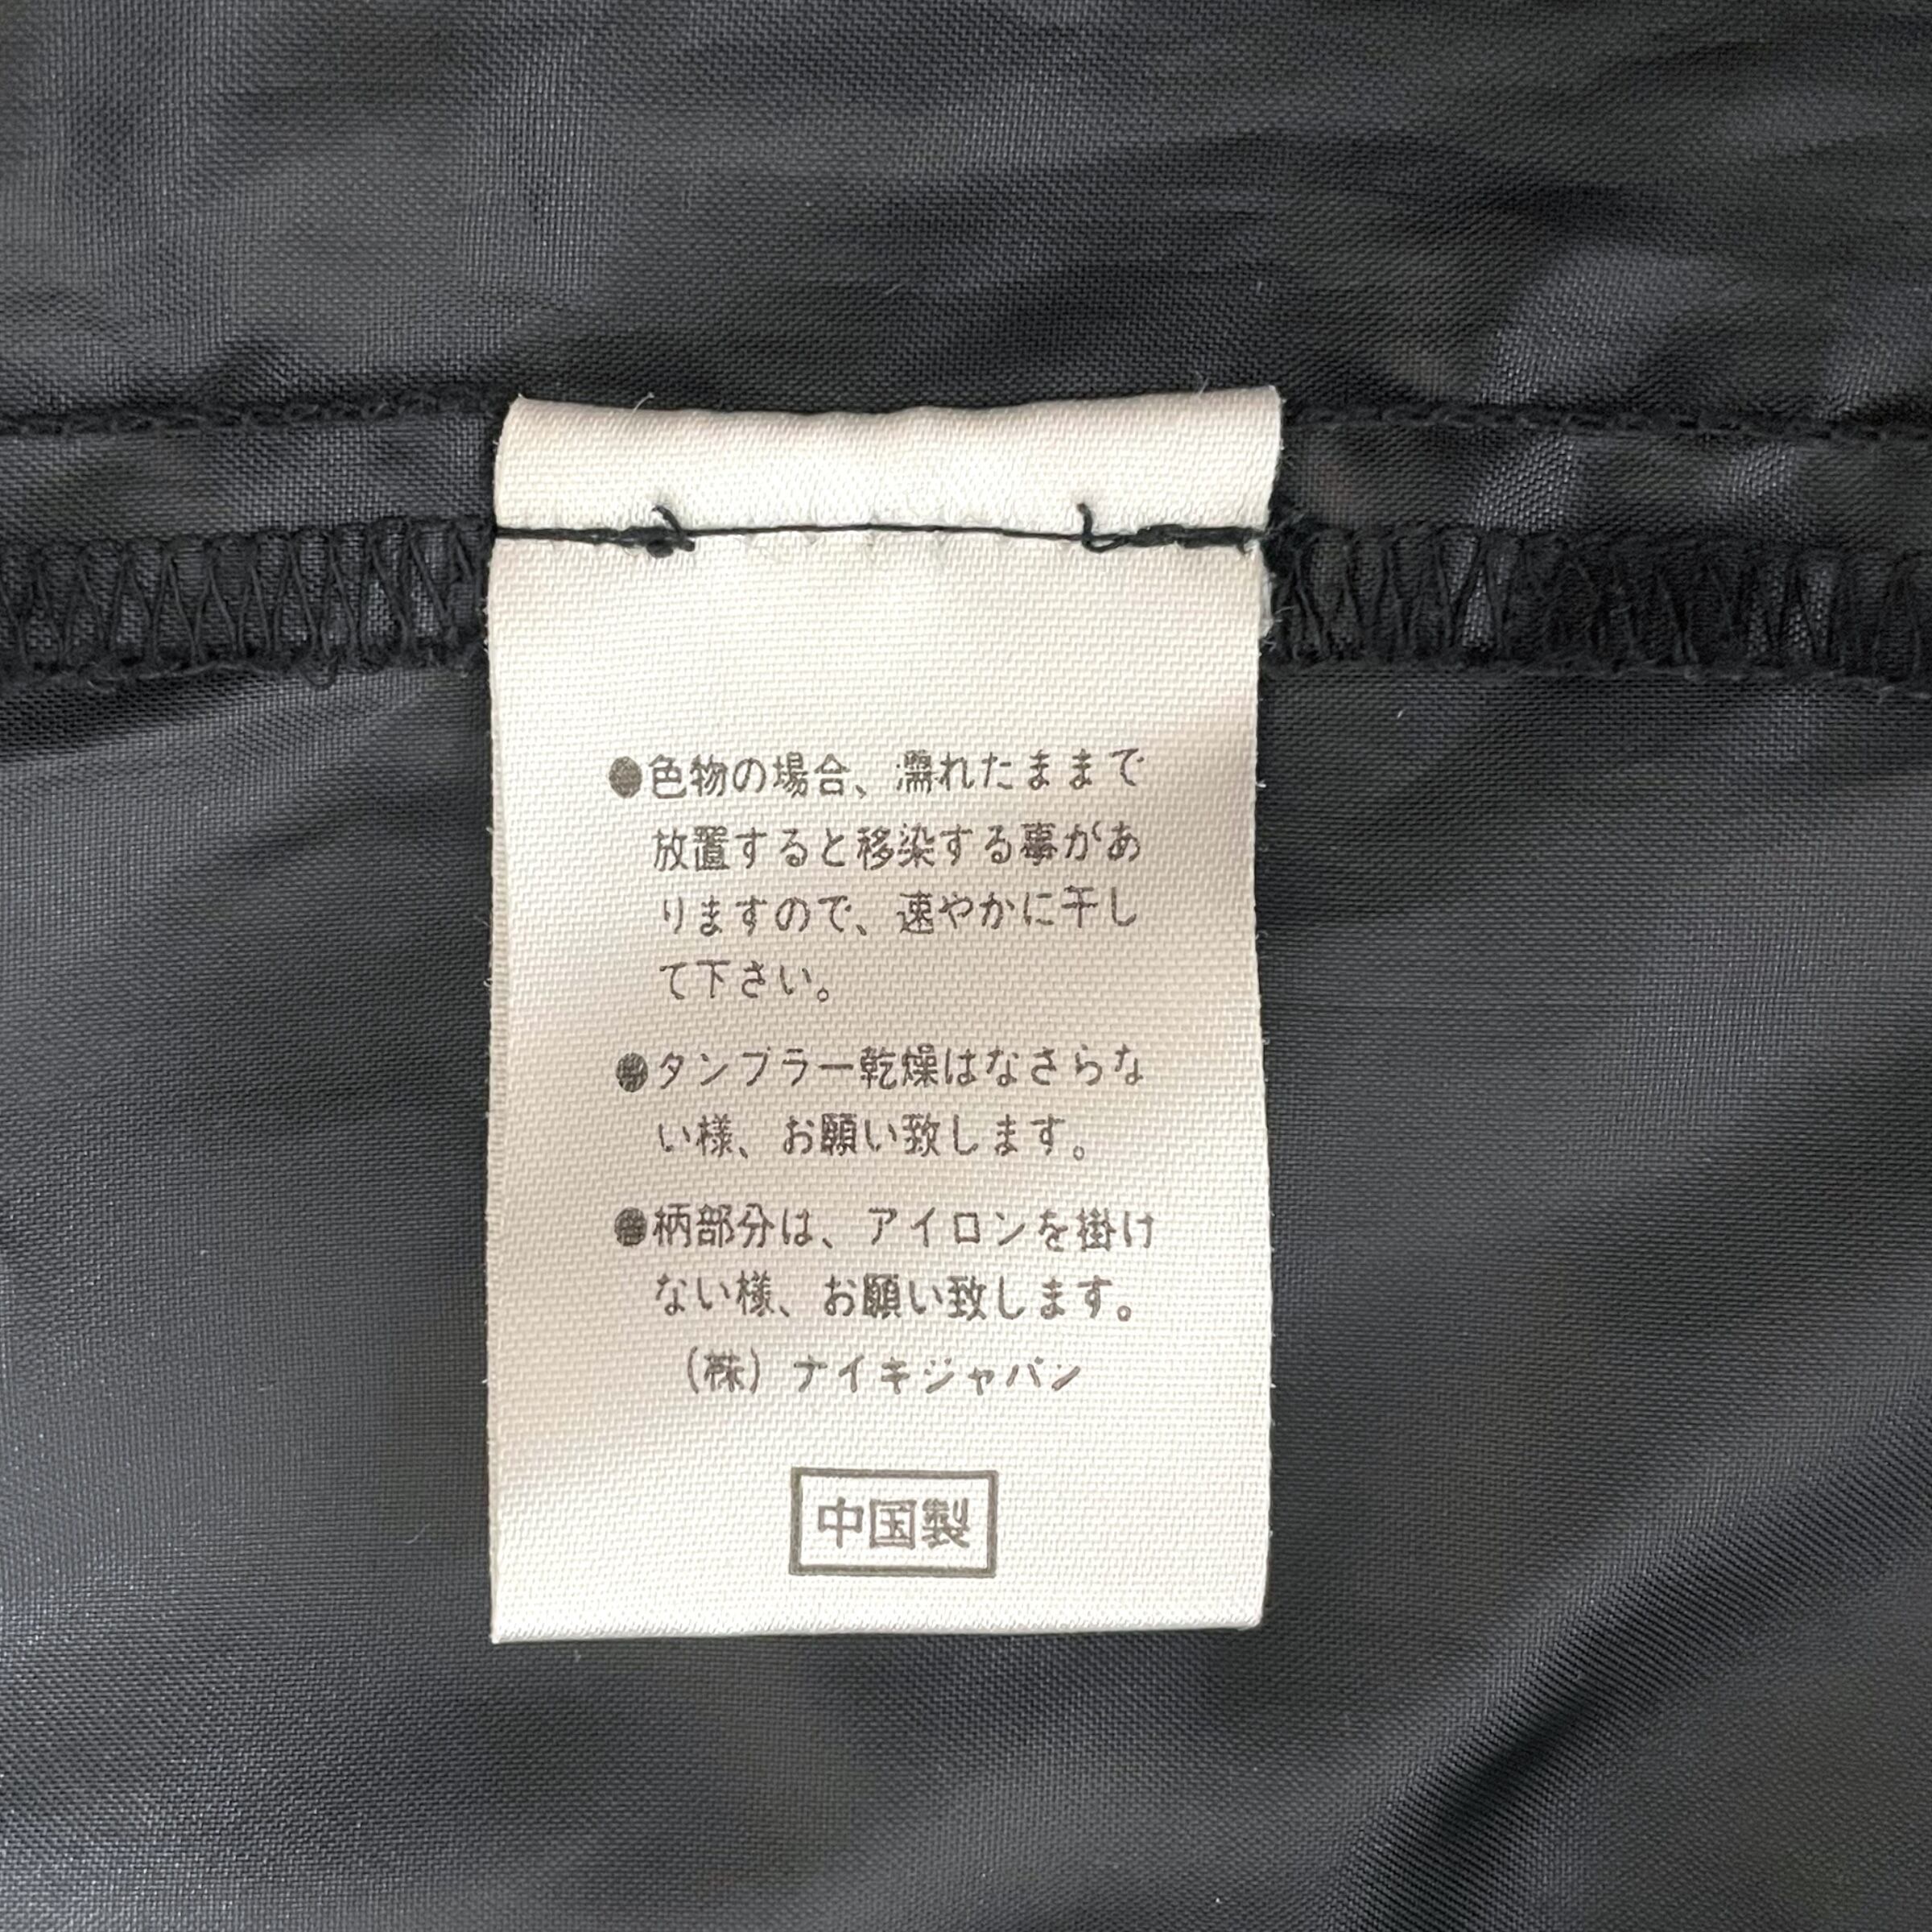 ●色物の場合、濡れたままで
放置すると移染する事があ
りますので、速やかに干し
て下さい。
●タンブラー乾燥はなさらな
い様、お願い致します。
●柄部分は、アイロンを掛け
ない様、お願い致します。
(株)ナイキジャパン
中国製